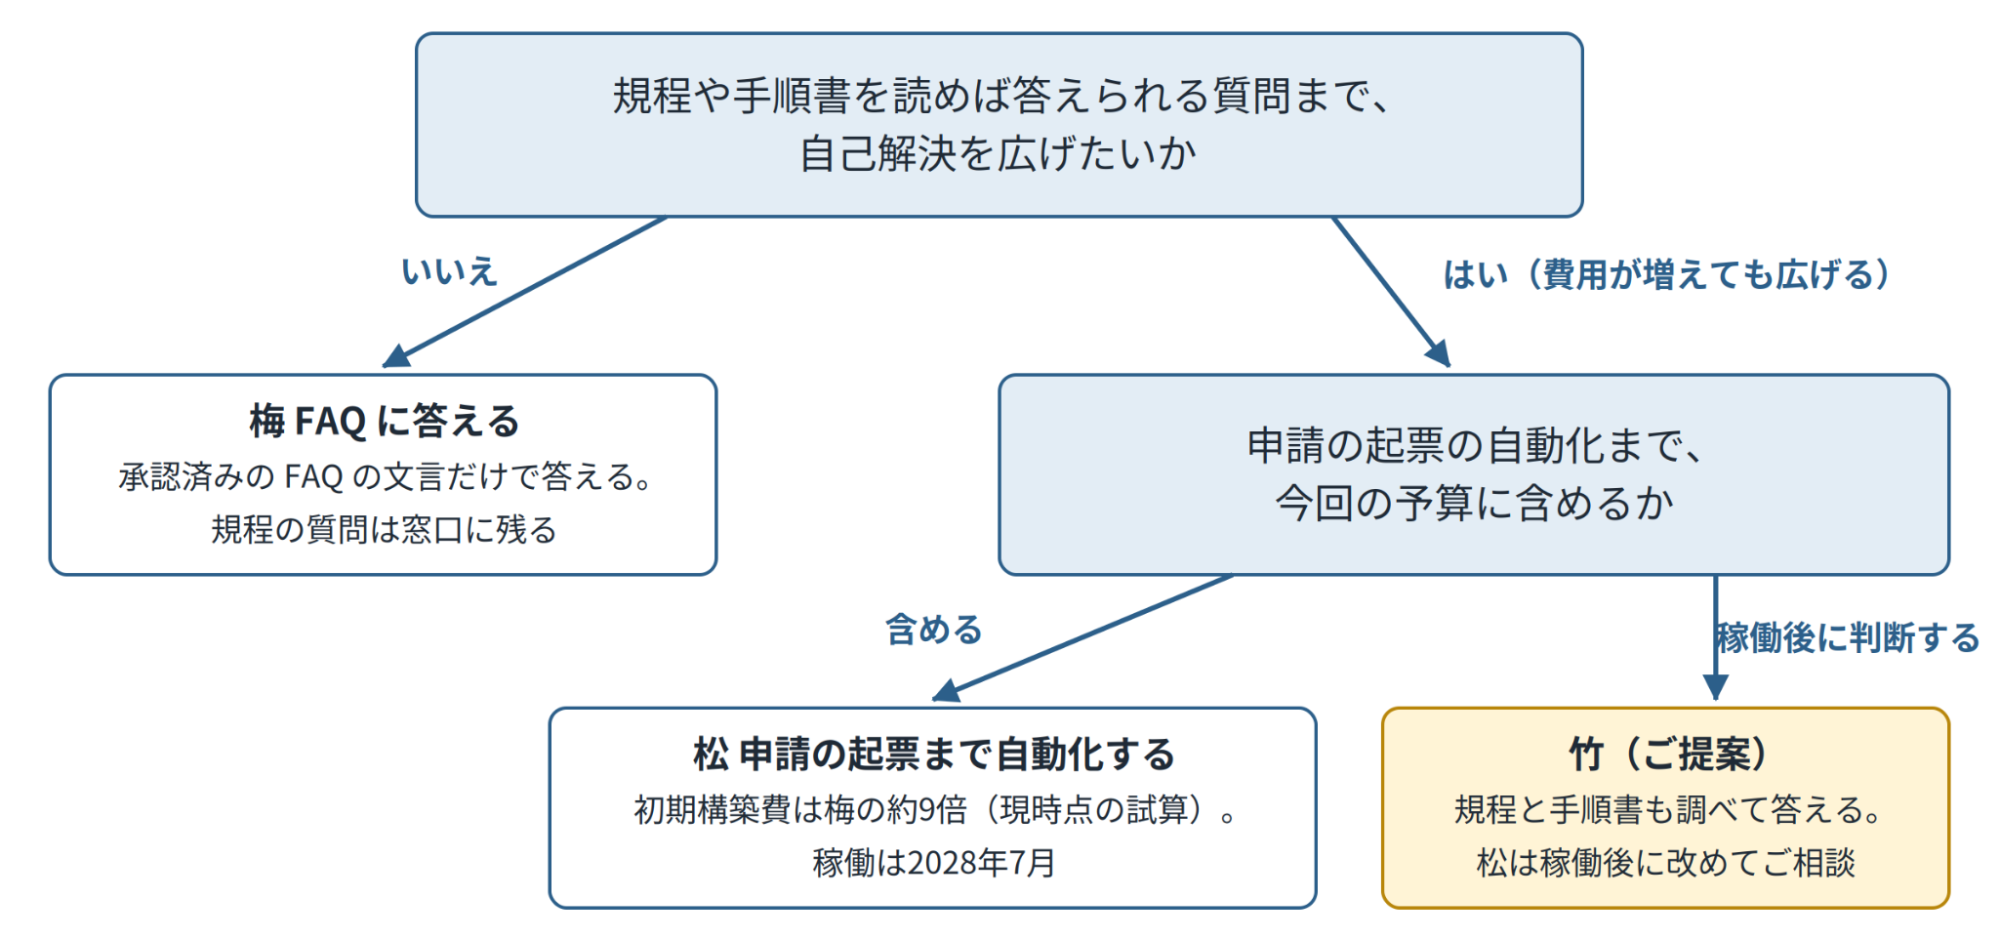 規程や手順書を読めば答えられる質問まで、
自己解決を広げたいか
いいえ
はい（費用が増えても広げる）
梅 FAQ に答える
承認済みの FAQ の文言だけで答える。
規程の質問は窓口に残る
申請の起票の自動化まで、
今回の予算に含めるか
含める
稼働後に判断する
松 申請の起票まで自動化する
初期構築費は梅の約9倍（現時点の試算）。
稼働は2028年7月
竹（ご提案）
規程と手順書も調べて答える。
松は稼働後に改めてご相談